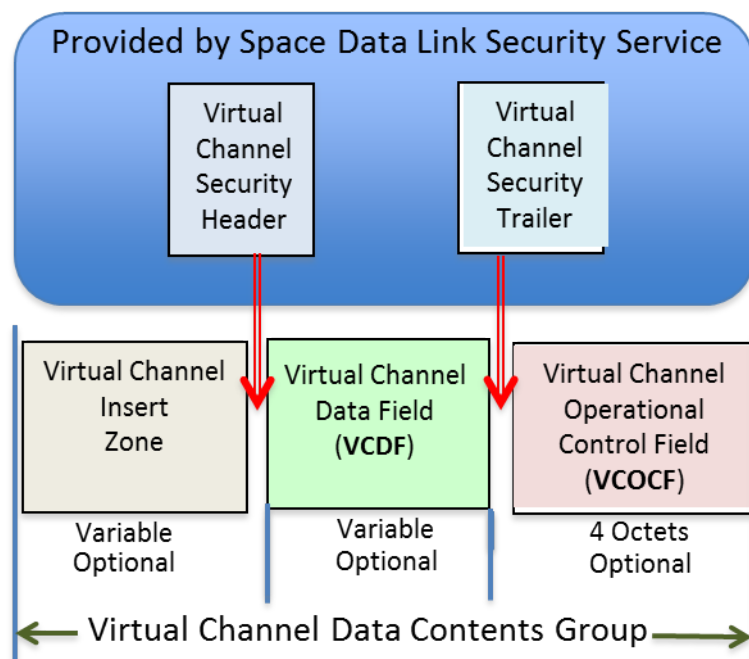 Provided by Space Data Link Security Service
Virtual
Channel
Security
Header
Virtual
Channel
Security
Trailer
Virtual Channel
Insert
Zone
Virtual Channel
Data Field
(VCDF)
Virtual Channel
Operational
Control Field
(VCOCF)
Variable
Optional
Variable
Optional
4 Octets
Optional
Virtual Channel Data Contents Group